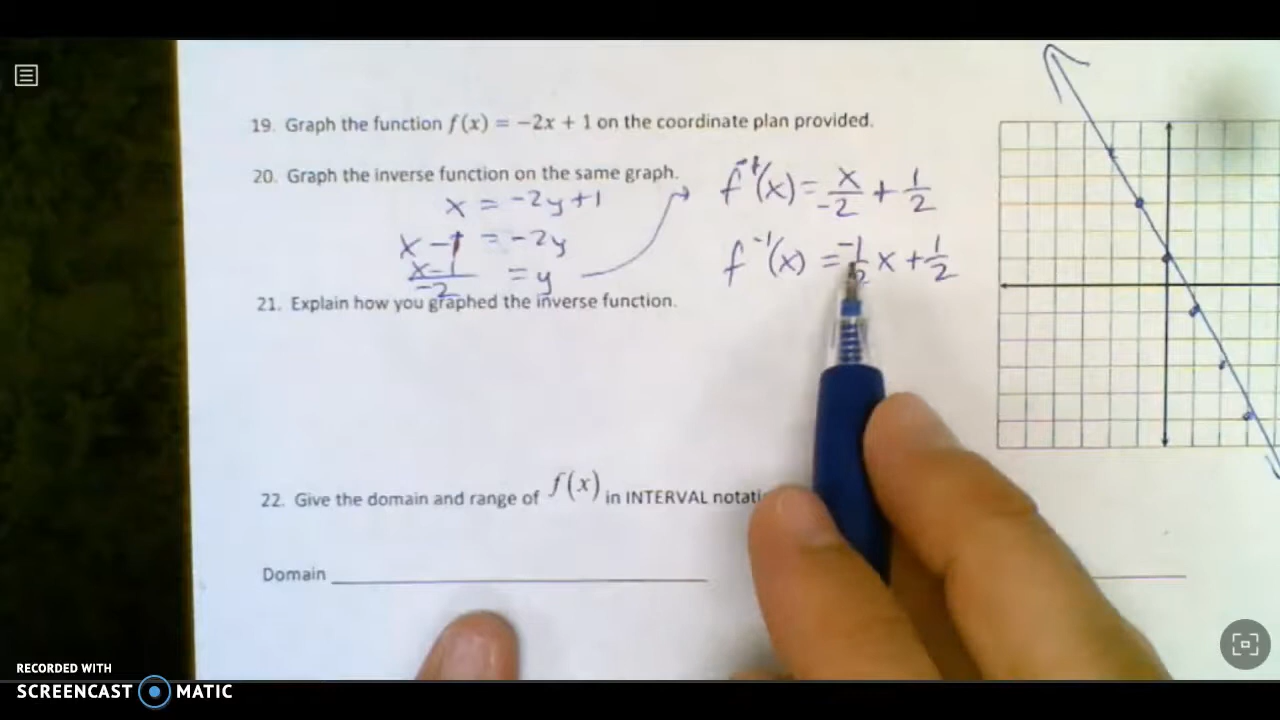 19. Graph the function f(x) = −2x + 1 on the coordinate plan provided.
20. Graph the inverse function on the same graph.
x = -2y+1
x - 1 = -2y
x-1/-2 = y
f⁻¹(x) = x/-2 + 1/2
f⁻¹(x) = -1/2 x + 1/2
21. Explain how you graphed the inverse function.
22. Give the domain and range of f(x) in INTERVAL notati
Domain
RECORDED WITH
SCREENCAST MATIC